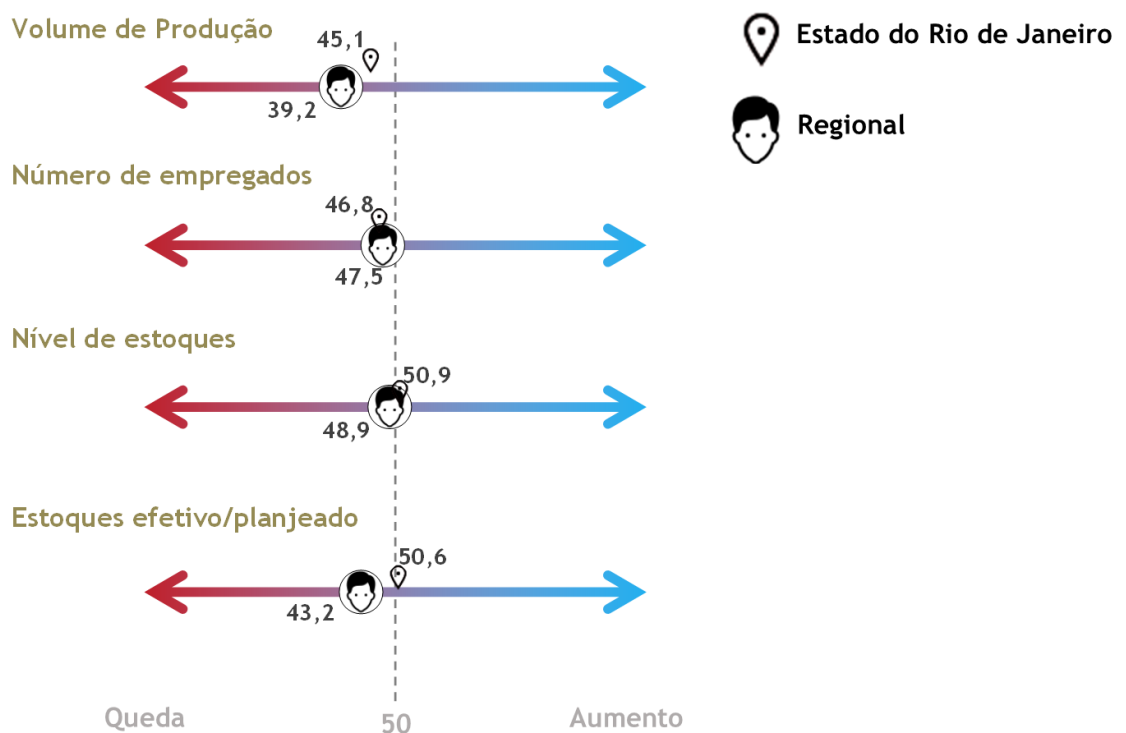 Volume de Produção
45,1
39,2
Estado do Rio de Janeiro
Regional
Número de empregados
46,8
47,5
Nível de estoques
50,9
48,9
Estoques efetivo/planjeado
50,6
43,2
Queda
50
Aumento